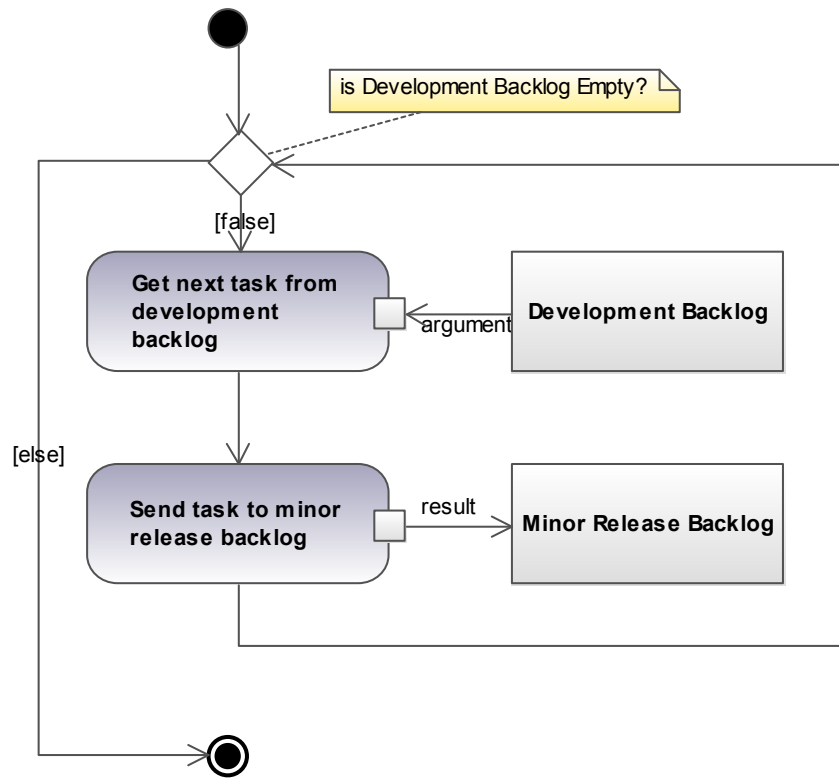 is Development Backlog Empty?
[false]
Get next task from
development
backlog
argument
Development Backlog
[else]
Send task to minor
release backlog
result
Minor Release Backlog